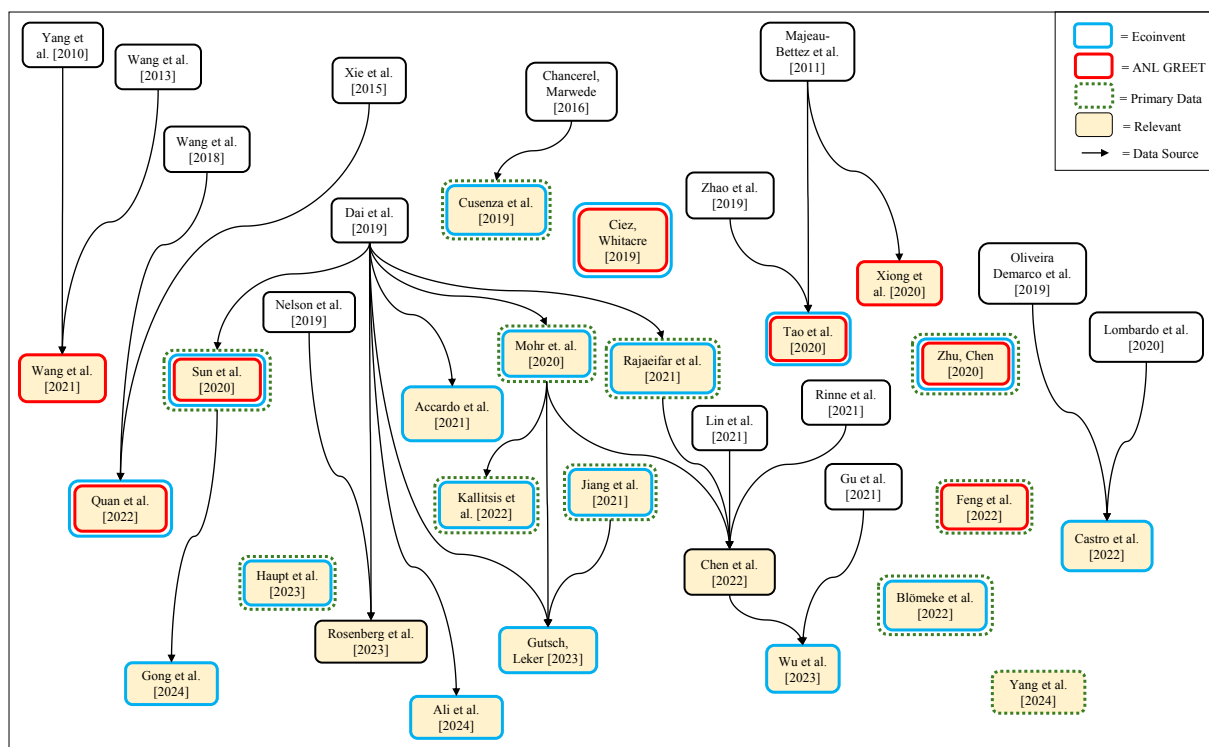 Yang et
al. [2010]
Wang et al.
[2013]
Xie et al.
[2015]
Chancerel,
Marwede
[2016]
Majeau-
Bettez et al.
[2011]
= Ecoinvent
= ANL GREET
= Primary Data
= Relevant
= Data Source
Wang et al.
[2018]
Dai et al.
[2019]
Cusenza et al.
[2019]
Ciez,
Whitacre
[2019]
Zhao et al.
[2019]
Xiong et
al. [2020]
Oliveira
Demarco et al.
[2019]
Lombardo et al.
[2020]
Nelson et al.
[2019]
Wang et al.
[2021]
Sun et al.
[2020]
Mohr et. al.
[2020]
Rajaeifar et al.
[2021]
Tao et al.
[2020]
Zhu, Chen
[2020]
Accardo et al.
[2021]
Lin et al.
[2021]
Rinne et al.
[2021]
Quan et al.
[2022]
Kallitsis et
al. [2022]
Jiang et al.
[2021]
Gu et al.
[2021]
Feng et al.
[2022]
Castro et al.
[2022]
Haupt et al.
[2023]
Chen et al.
[2022]
Blömeke et al.
[2022]
Rosenberg et al.
[2023]
Gutsch,
Leker [2023]
Wu et al.
[2023]
Gong et al.
[2024]
Ali et al.
[2024]
Yang et al.
[2024]